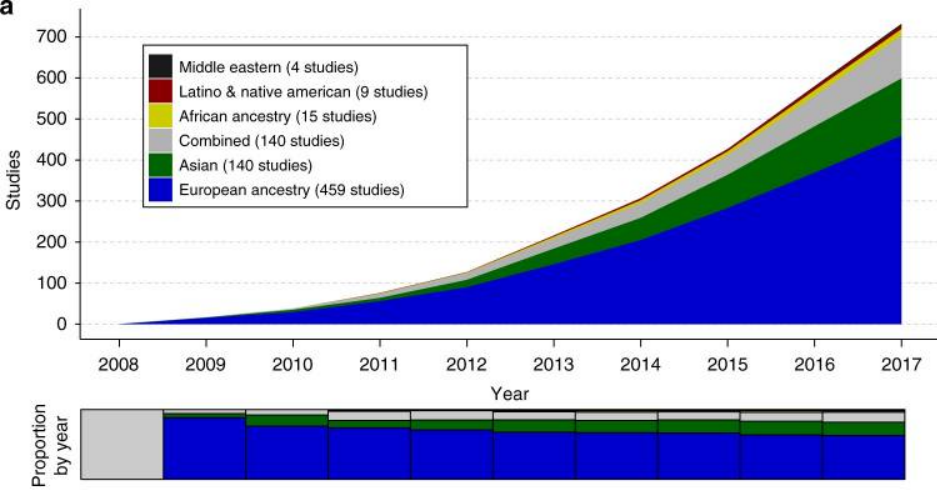 a
700
600
500
400
300
200
100
0
Studies
Middle eastern (4 studies)
Latino & native american (9 studies)
African ancestry (15 studies)
Combined (140 studies)
Asian (140 studies)
European ancestry (459 studies)
2008 2009 2010 2011 2012 2013 2014 2015 2016 2017
Year
Proportion
by year